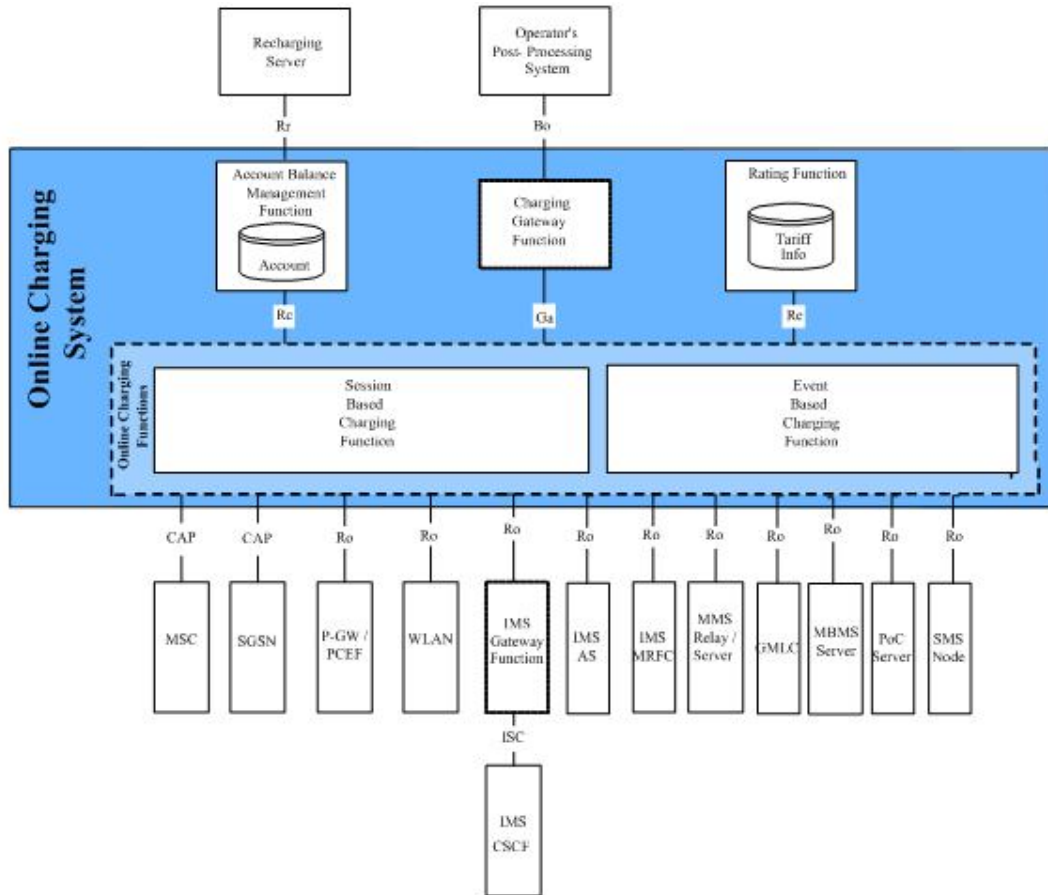 Recharging
Server
Operator's
Post- Processing
System
Rr
Bo
Online Charging
System
Account Balance
Management
Function
Account
Charging
Gateway
Function
Rating Function
Tariff
Info
Rc
Ga
Re
Online Charging
Functions
Session
Based
Charging
Function
Event
Based
Charging
Function
CAP
CAP
Ro
Ro
Ro
Ro
Ro
Ro
Ro
Ro
Ro
Ro
MSC
SGSN
P-GW /
PCEF
WLAN
IMS
Gateway
Function
IMS
AS
IMS
MRFC
MMS
Relay /
Server
GMLC
MBMS
Server
PoC
Server
SMS
Node
ISC
IMS
CSCF